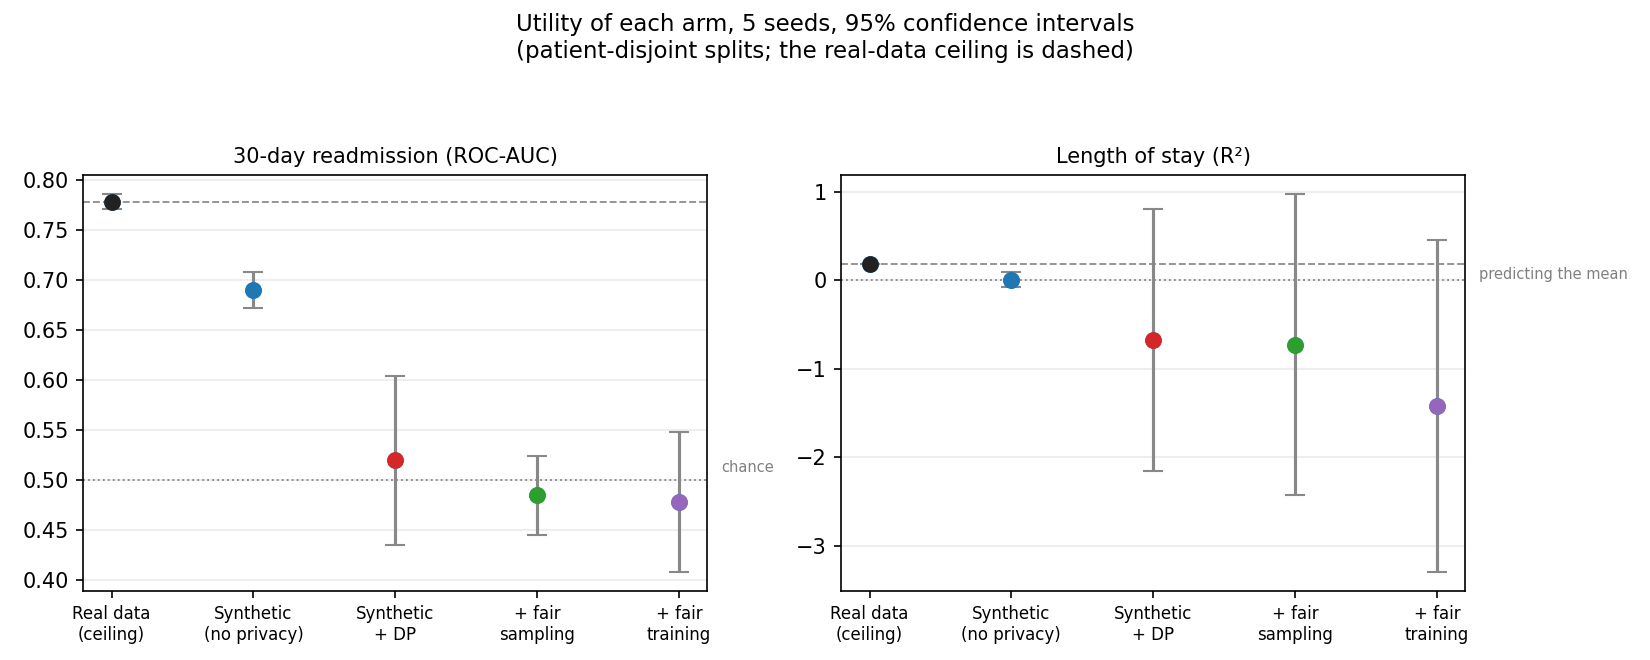 Utility of each arm, 5 seeds, 95% confidence intervals
(patient-disjoint splits; the real-data ceiling is dashed)
30-day readmission (ROC-AUC)
0.80
0.75
0.70
0.65
0.60
0.55
0.50
0.45
0.40
chance
Real data
(ceiling)
Synthetic
(no privacy)
Synthetic
+ DP
+ fair
sampling
+ fair
training
Length of stay (R²)
1
0
−1
−2
−3
predicting the mean
Real data
(ceiling)
Synthetic
(no privacy)
Synthetic
+ DP
+ fair
sampling
+ fair
training